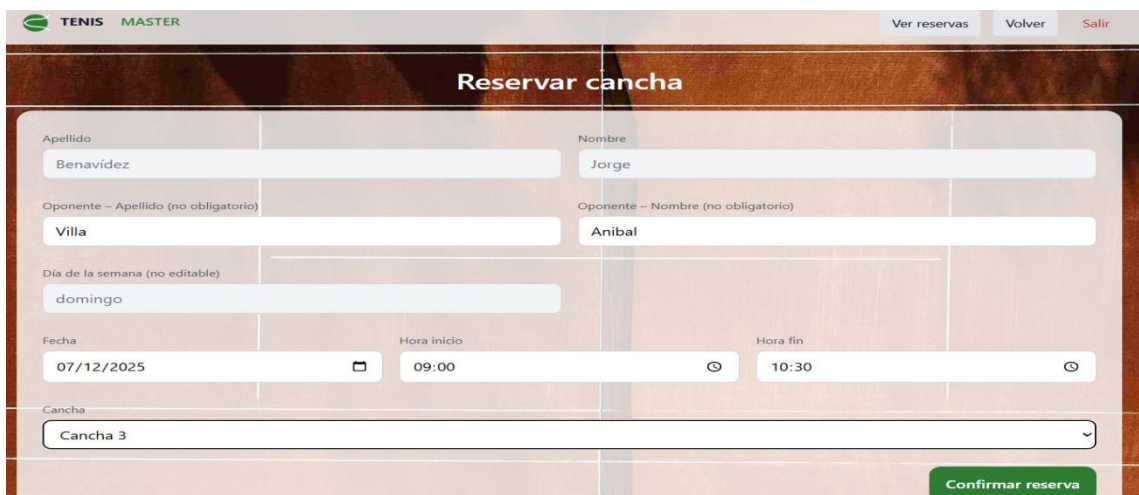 TENIS MASTER Ver reservas Volver Salir
Reservar cancha
Apellido Nombre
Benavídez Jorge
Oponente – Apellido (no obligatorio) Oponente – Nombre (no obligatorio)
Villa Anibal
Día de la semana (no editable)
domingo
Fecha Hora inicio Hora fin
07/12/2025 09:00 10:30
Cancha
Cancha 3
Confirmar reserva